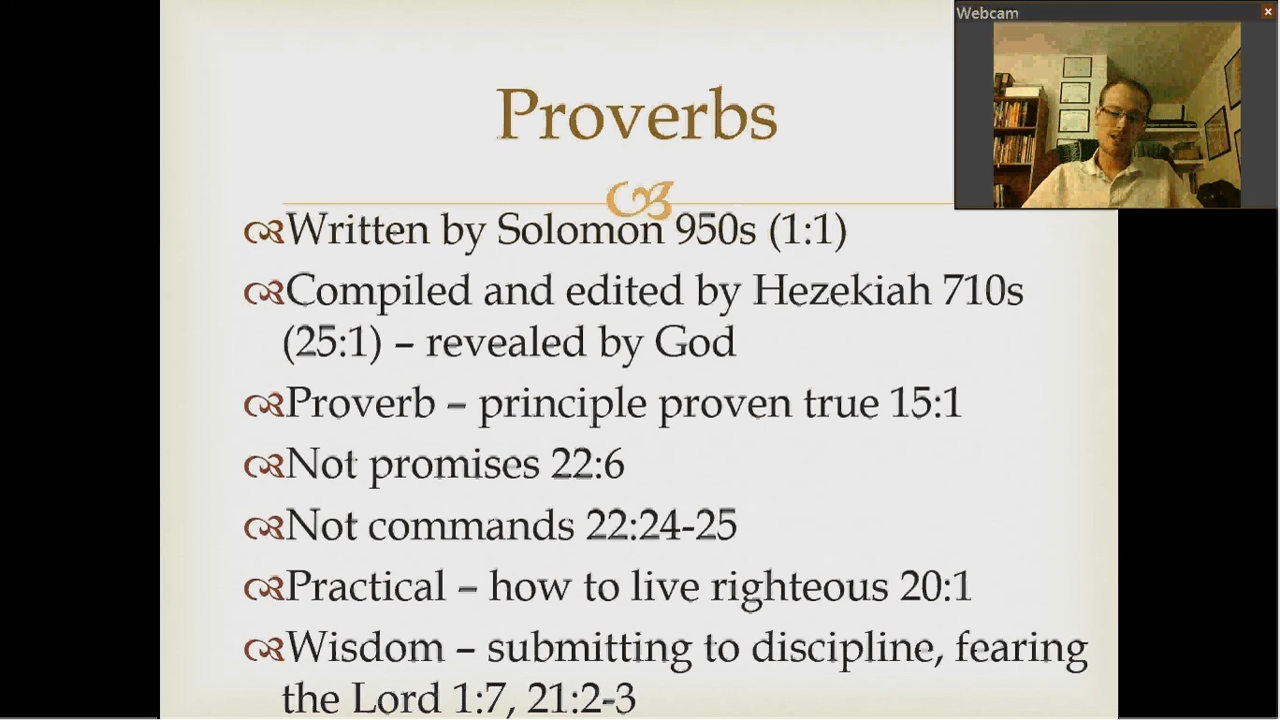 Webcam
Proverbs
Written by Solomon 950s (1:1)
Compiled and edited by Hezekiah 710s
(25:1) – revealed by God
Proverb – principle proven true 15:1
Not promises 22:6
Not commands 22:24-25
Practical – how to live righteous 20:1
Wisdom – submitting to discipline, fearing
the Lord 1:7, 21:2-3